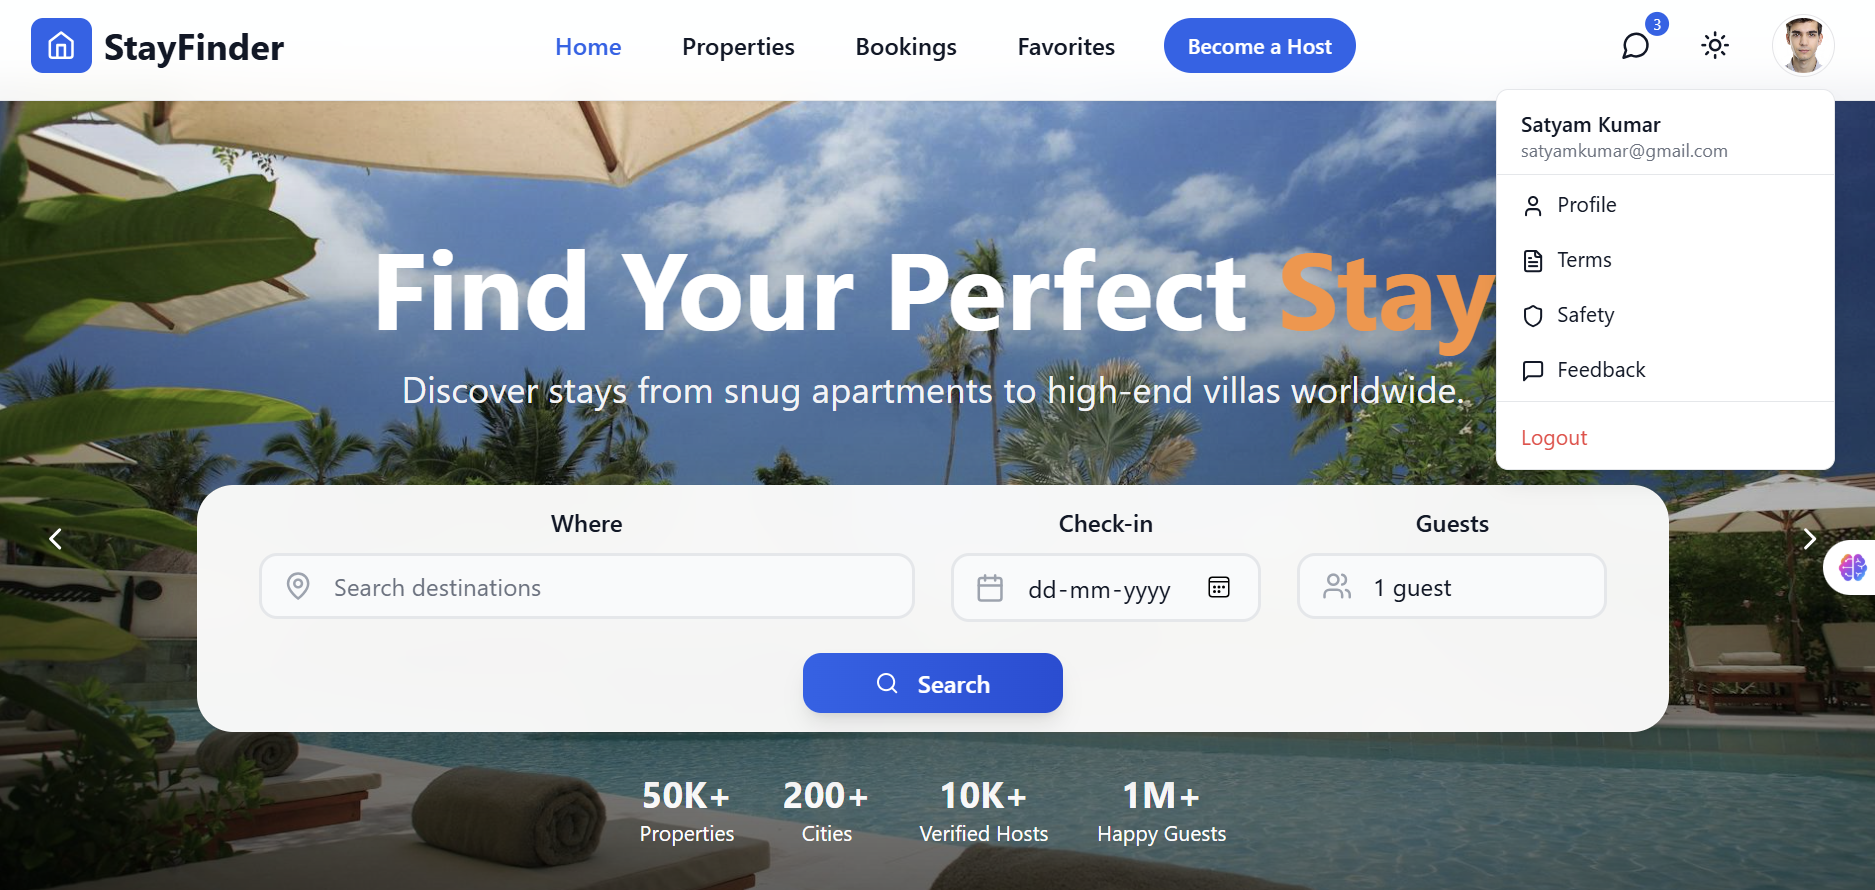 StayFinder
Home
Properties
Bookings
Favorites
Become a Host
3
Satyam Kumar
satyamkumar@gmail.com
Profile
Terms
Safety
Feedback
Logout
Find Your Perfect Stay
Discover stays from snug apartments to high-end villas worldwide.
Where
Search destinations
Check-in
dd-mm-yyyy
Guests
1 guest
Search
50K+
Properties
200+
Cities
10K+
Verified Hosts
1M+
Happy Guests